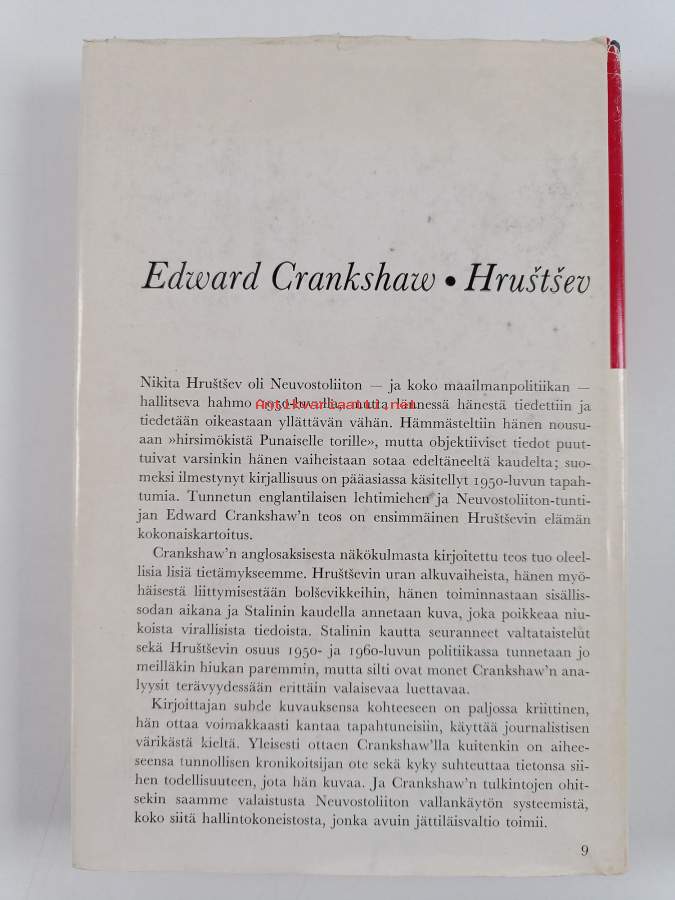 Edward Crankshaw • Hruštšev
Nikita Hruštšev oli Neuvostoliiton — ja koko maailmanpolitiikan —
hallitseva hahmo 1950-luvulla, mutta lännessä hänestä tiedettiin ja
tiedetään oikeastaan yllättävän vähän. Hämmästeltiin hänen nousu-
aan »hirsimökistä Punaiselle torille», mutta objektiiviset tiedot puut-
tuivat varsinkin hänen vaiheistaan sotaa edeltäneeltä kaudelta; suo-
meksi ilmestynyt kirjallisuus on pääasiassa käsitellyt 1950-luvun tapah-
tumia. Tunnetun englantilaisen lehtimiehen ja Neuvostoliiton-tunti-
jan Edward Crankshaw'n teos on ensimmäinen Hruštševin elämän
kokonaiskartoitus.
Crankshaw'n anglosaksisesta näkökulmasta kirjoitettu teos tuo oleel-
lisia lisiä tietämykseemme. Hruštševin uran alkuvaiheista, hänen myö-
häisestä liittymisestään bolševikkeihin, hänen toiminnastaan sisällis-
sodan aikana ja Stalinin kaudella annetaan kuva, joka poikkeaa niu-
koista virallisista tiedoista. Stalinin kautta seuranneet valtataistelut
sekä Hruštševin osuus 1950- ja 1960-luvun politiikassa tunnetaan jo
meilläkin hiukan paremmin, mutta silti ovat monet Crankshaw'n ana-
lyysit terävyydessään erittäin valaisevaa luettavaa.
Kirjoittajan suhde kuvauksensa kohteeseen on paljossa kriittinen,
hän ottaa voimakkaasti kantaa tapahtuneisiin, käyttää journalistisen
värikästä kieltä. Yleisesti ottaen Crankshaw'lla kuitenkin on aihee-
seensa tunnollisen kronikoitsijan ote sekä kyky suhteuttaa tietonsa sii-
hen todellisuuteen, jota hän kuvaa. Ja Crankshaw'n tulkintojen ohit-
sekin saamme valaistusta Neuvostoliiton vallankäytön systeemistä,
koko siitä hallintokoneistosta, jonka avuin jättiläisvaltio toimii.
9